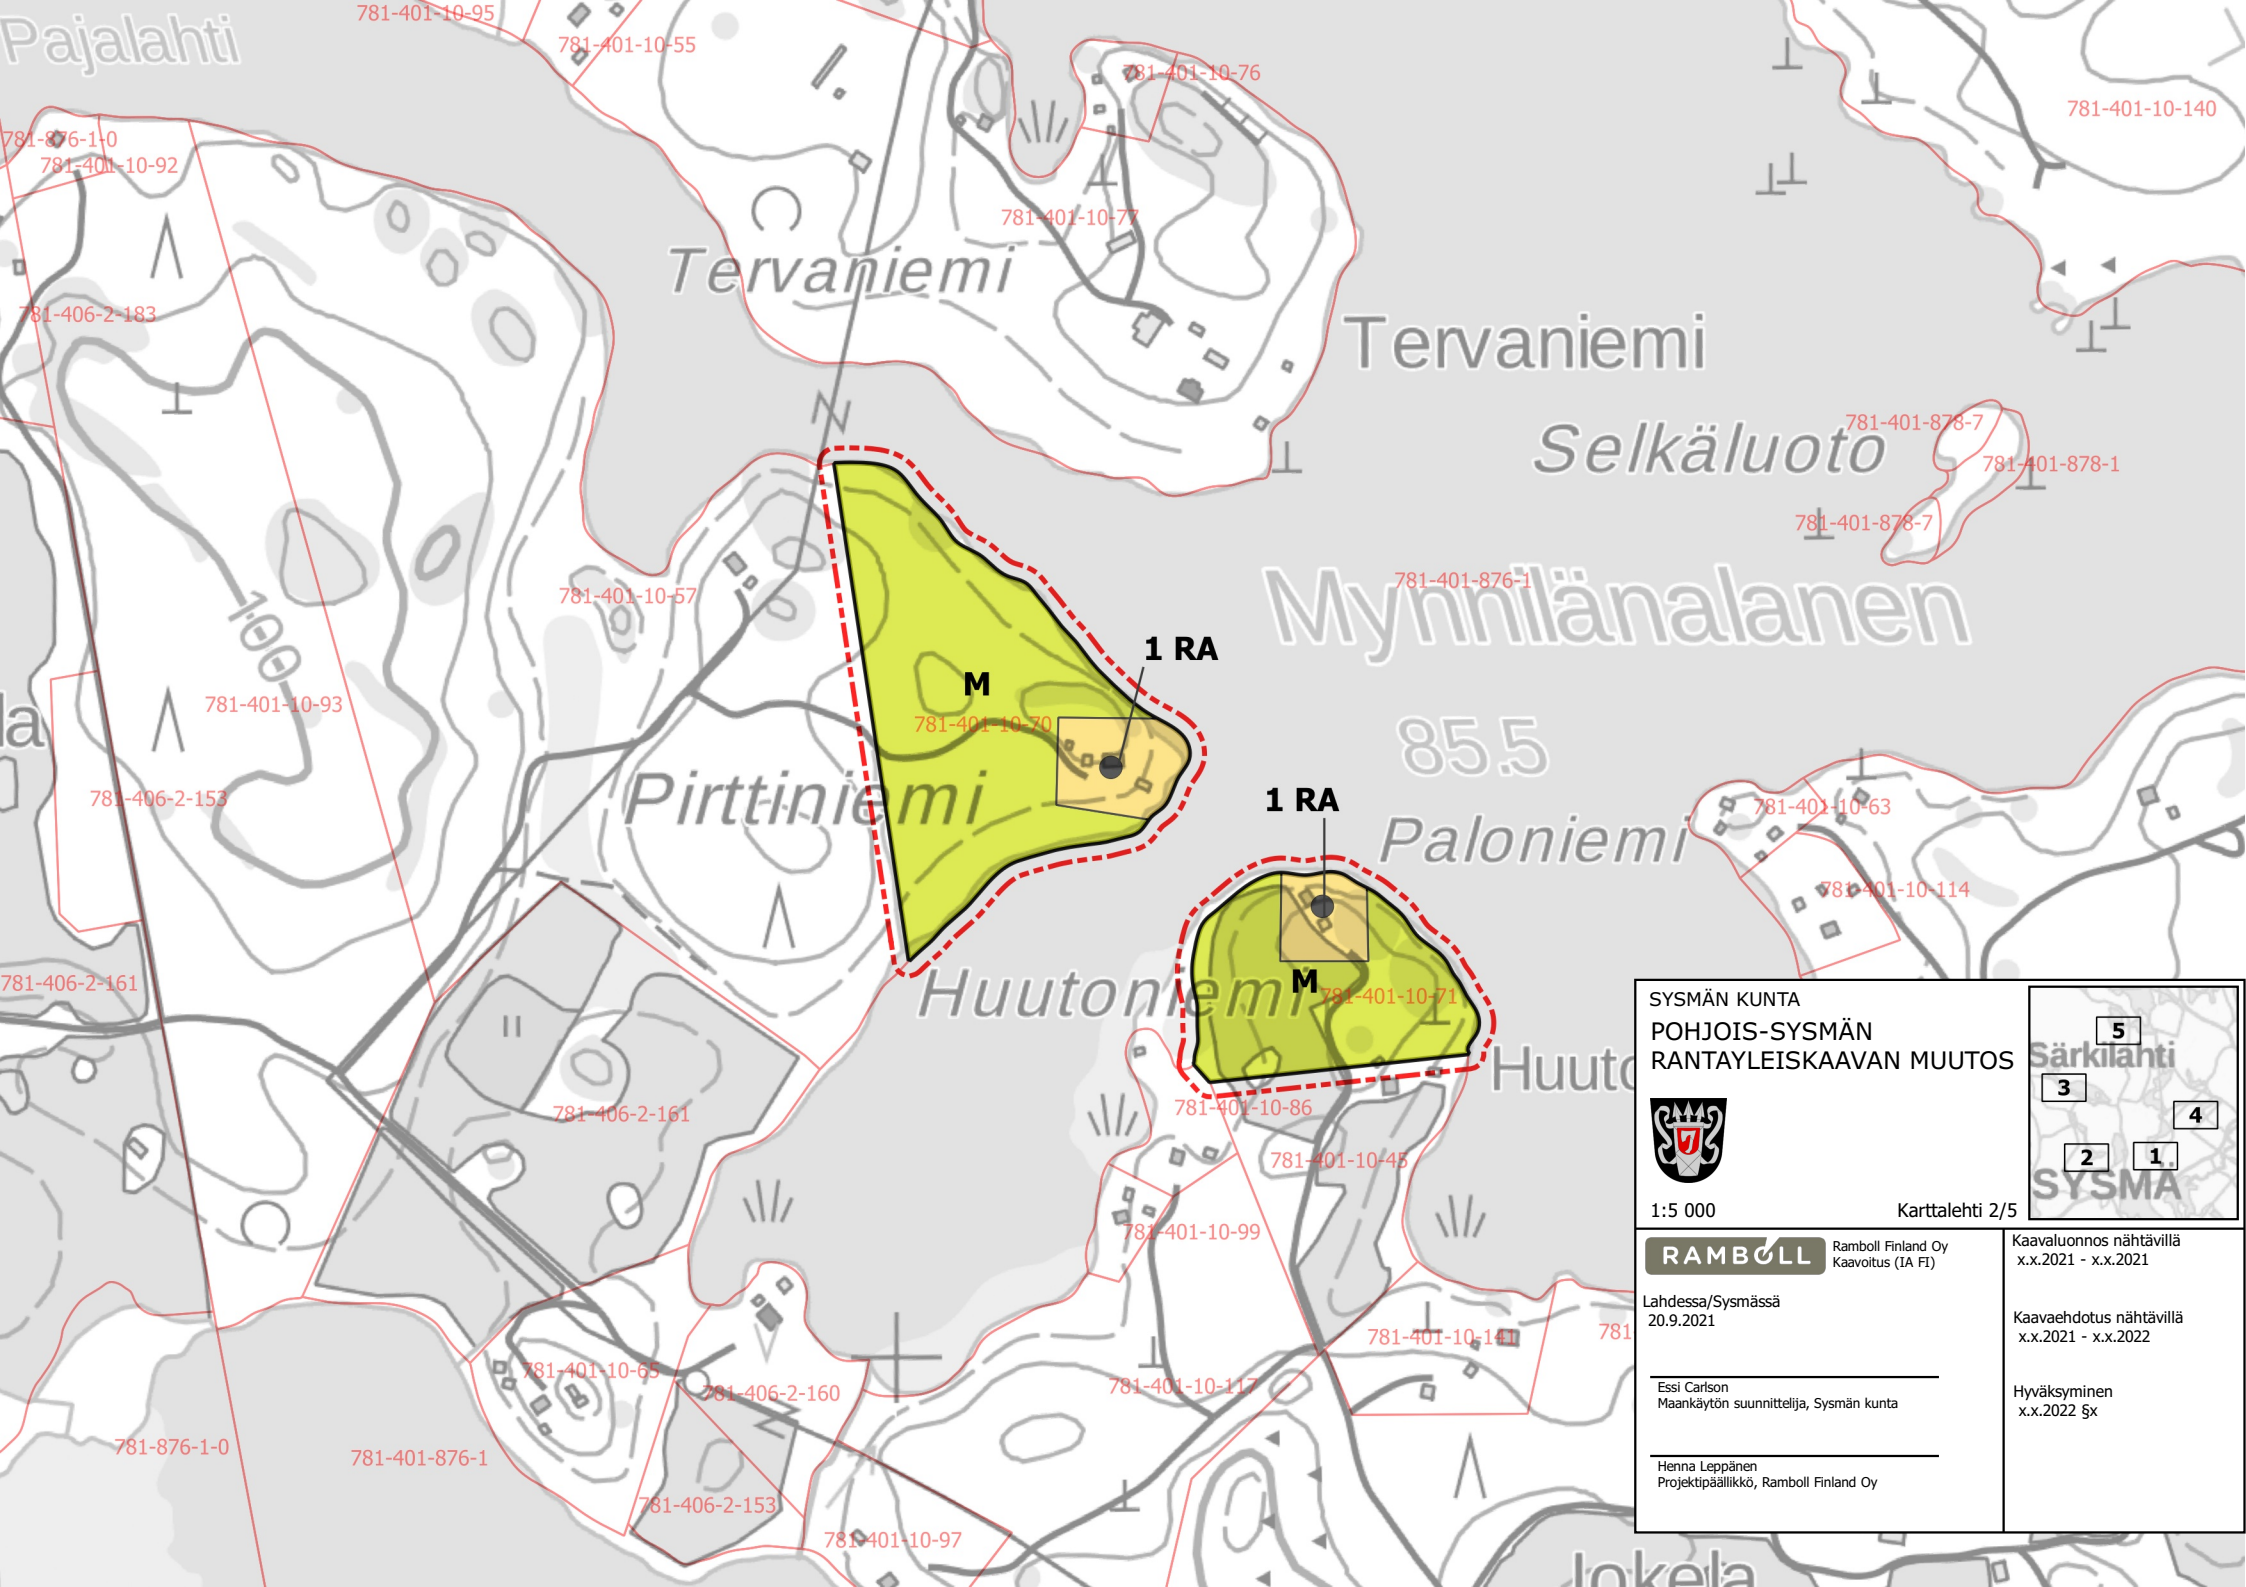 Pajalahti
781-401-10-95
781-401-10-55
781-401-10-76
781-401-10-140
781-876-1-0
781-401-10-92
781-401-10-77
Tervaniemi
781-406-2-183
Tervaniemi
781-401-878-7
Selkäluoto
781-401-878-1
781-401-878-7
781-401-10-57
781-401-876-1
Mynnilänalanen
100
1 RA
M
781-401-10-93
781-401-10-70
la
85.5
781-406-2-153
Pirttiniemi
1 RA
Paloniemi
781-401-10-63
781-401-10-114
781-406-2-161
Huutoniemi
M
781-401-10-71
Huuto
781-401-10-86
781-406-2-161
781-401-10-45
781-401-10-99
781-401-10-141
781
781-401-10-65
781-406-2-160
781-401-10-117
781-876-1-0
781-401-876-1
781-406-2-153
781-401-10-97
Jokela
SYSMÄN KUNTA
POHJOIS-SYSMÄN
RANTAYLEISKAAVAN MUUTOS
1:5 000
Karttalehti 2/5
5
Särkilahti
3
4
2
1
SYSMÄ
RAMBOLL
Ramboll Finland Oy
Kaavoitus (IA FI)
Lahdessa/Sysmässä
20.9.2021
Essi Carlson
Maankäytön suunnittelija, Sysmän kunta
Henna Leppänen
Projektipäällikkö, Ramboll Finland Oy
Kaavaluonnos nähtävillä
x.x.2021 - x.x.2021
Kaavaehdotus nähtävillä
x.x.2021 - x.x.2022
Hyväksyminen
x.x.2022 §x